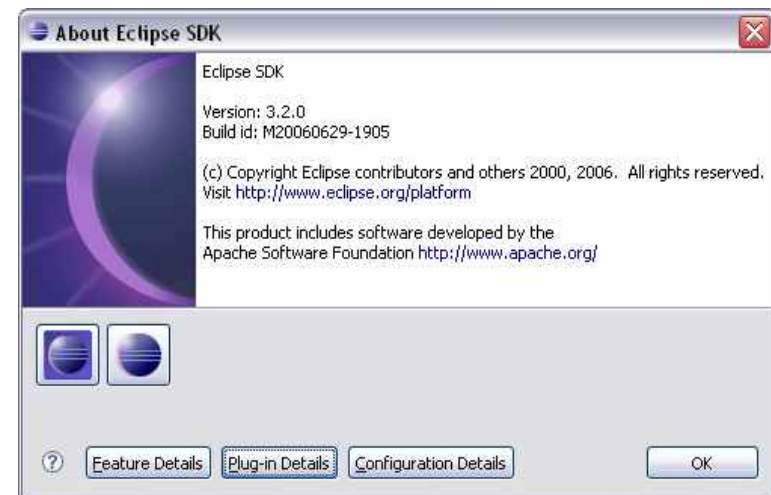 About Eclipse SDK
Eclipse SDK
Version: 3.2.0
Build id: M20060629-1905
(c) Copyright Eclipse contributors and others 2000, 2006.  All rights reserved.
Visit http://www.eclipse.org/platform
This product includes software developed by the
Apache Software Foundation http://www.apache.org/
? Feature Details Plug-in Details Configuration Details OK